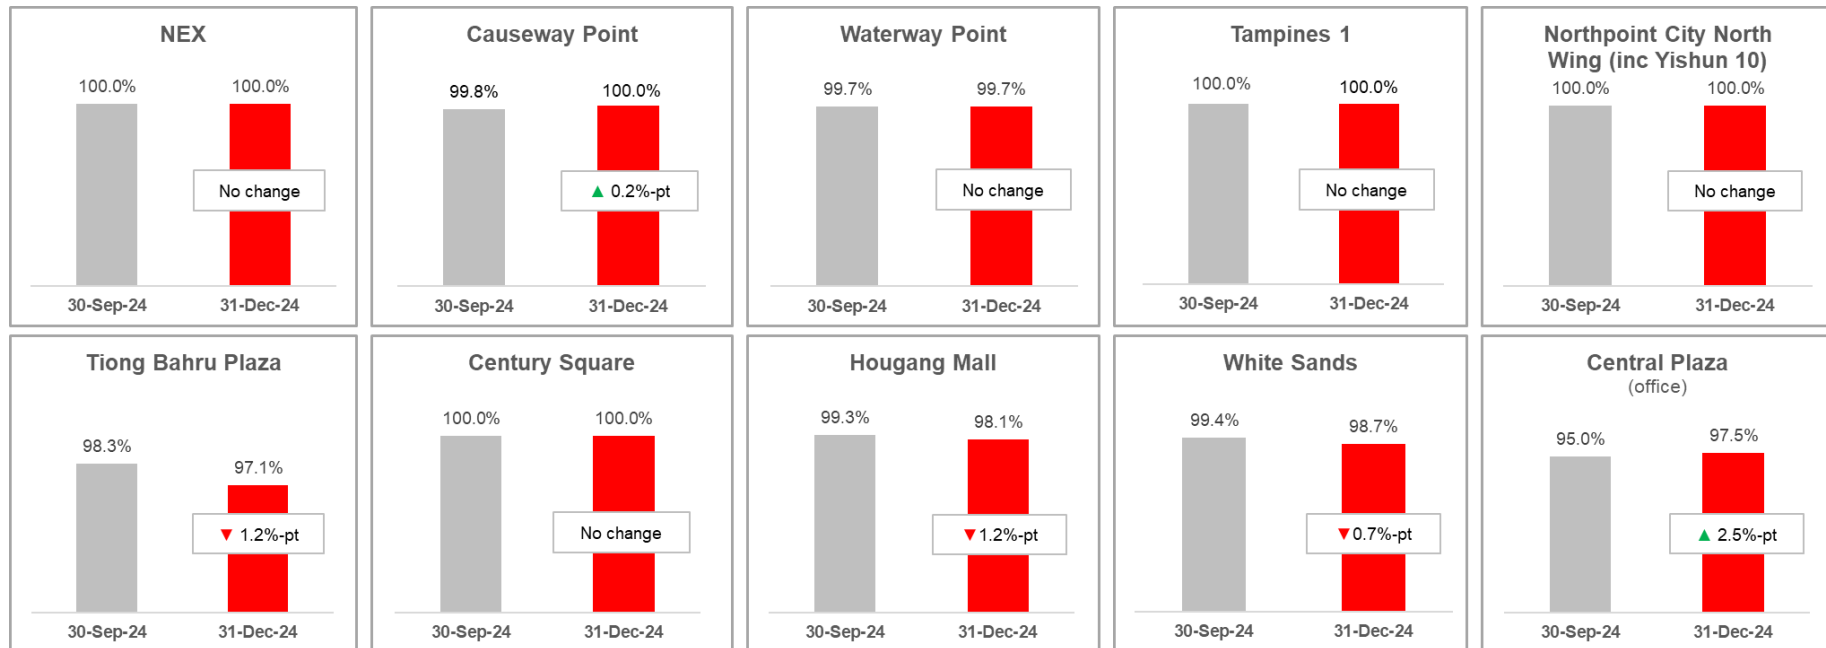 NEX
100.0% 100.0%
No change
30-Sep-24 31-Dec-24
Causeway Point
99.8% 100.0%
▲ 0.2%-pt
30-Sep-24 31-Dec-24
Waterway Point
99.7% 99.7%
No change
30-Sep-24 31-Dec-24
Tampines 1
100.0% 100.0%
No change
30-Sep-24 31-Dec-24
Northpoint City North
Wing (inc Yishun 10)
100.0% 100.0%
No change
30-Sep-24 31-Dec-24
Tiong Bahru Plaza
98.3%
97.1%
▼ 1.2%-pt
30-Sep-24 31-Dec-24
Century Square
100.0% 100.0%
No change
30-Sep-24 31-Dec-24
Hougang Mall
99.3% 98.1%
▼ 1.2%-pt
30-Sep-24 31-Dec-24
White Sands
99.4% 98.7%
▼ 0.7%-pt
30-Sep-24 31-Dec-24
Central Plaza
(office)
95.0% 97.5%
▲ 2.5%-pt
30-Sep-24 31-Dec-24